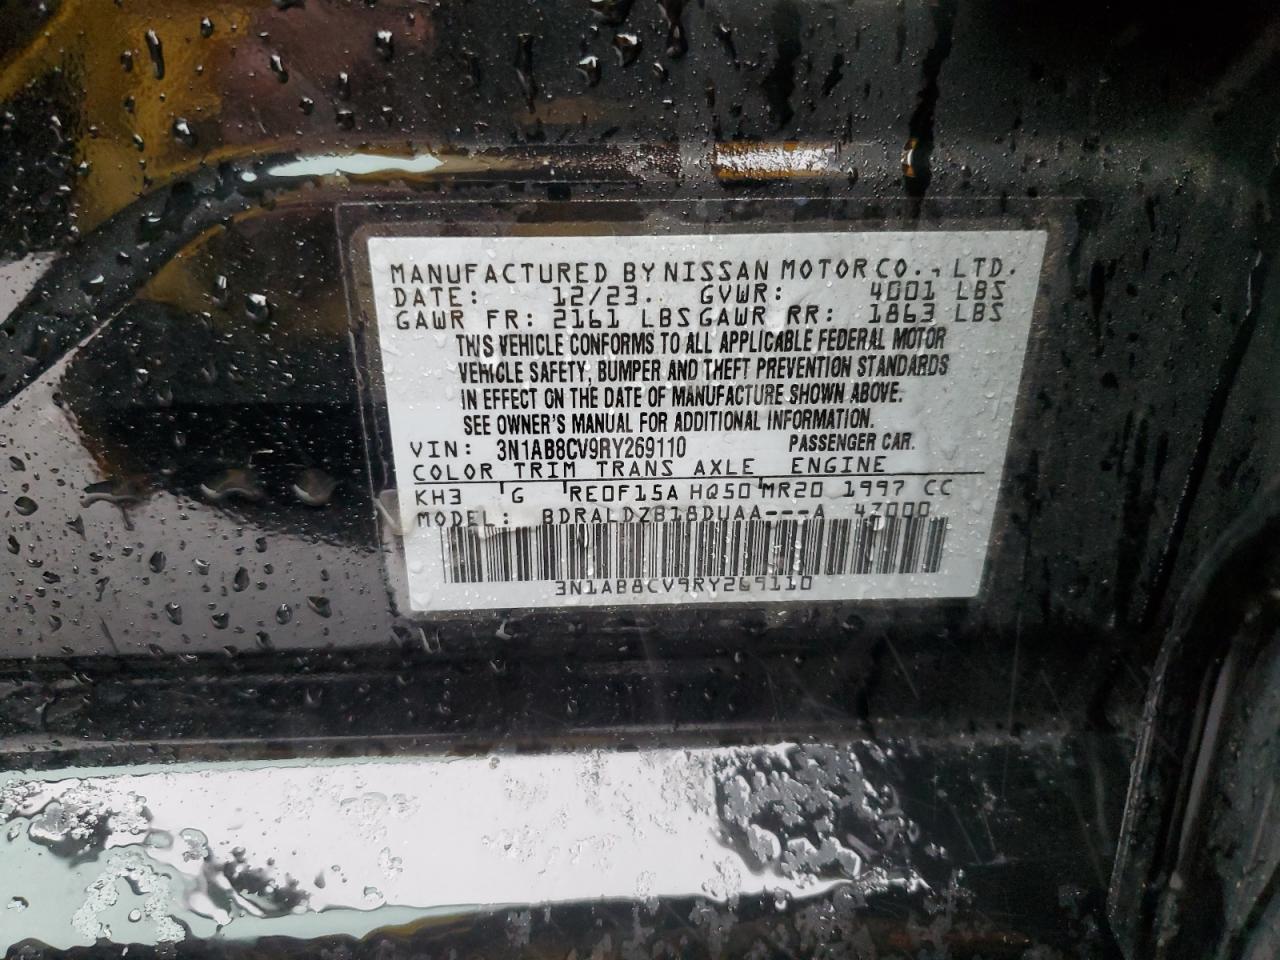 MANUFACTURED BY NISSAN MOTOR CO., LTD.
DATE: 12/23 GVWR: 4001 LBS
GAWR FR: 2161 LBS GAWR RR: 1863 LBS
THIS VEHICLE CONFORMS TO ALL APPLICABLE FEDERAL MOTOR
VEHICLE SAFETY, BUMPER AND THEFT PREVENTION STANDARDS
IN EFFECT ON THE DATE OF MANUFACTURE SHOWN ABOVE.
SEE OWNER'S MANUAL FOR ADDITIONAL INFORMATION.
VIN: 3N1AB8CV9RY269110 PASSENGER CAR.
COLOR TRIM TRANS AXLE ENGINE
KH3 G RE0F15A HQ50 MR20 1997 CC
MODEL: BDRALDZB18DUAA---A 47000
3N1AB8CV9RY269110